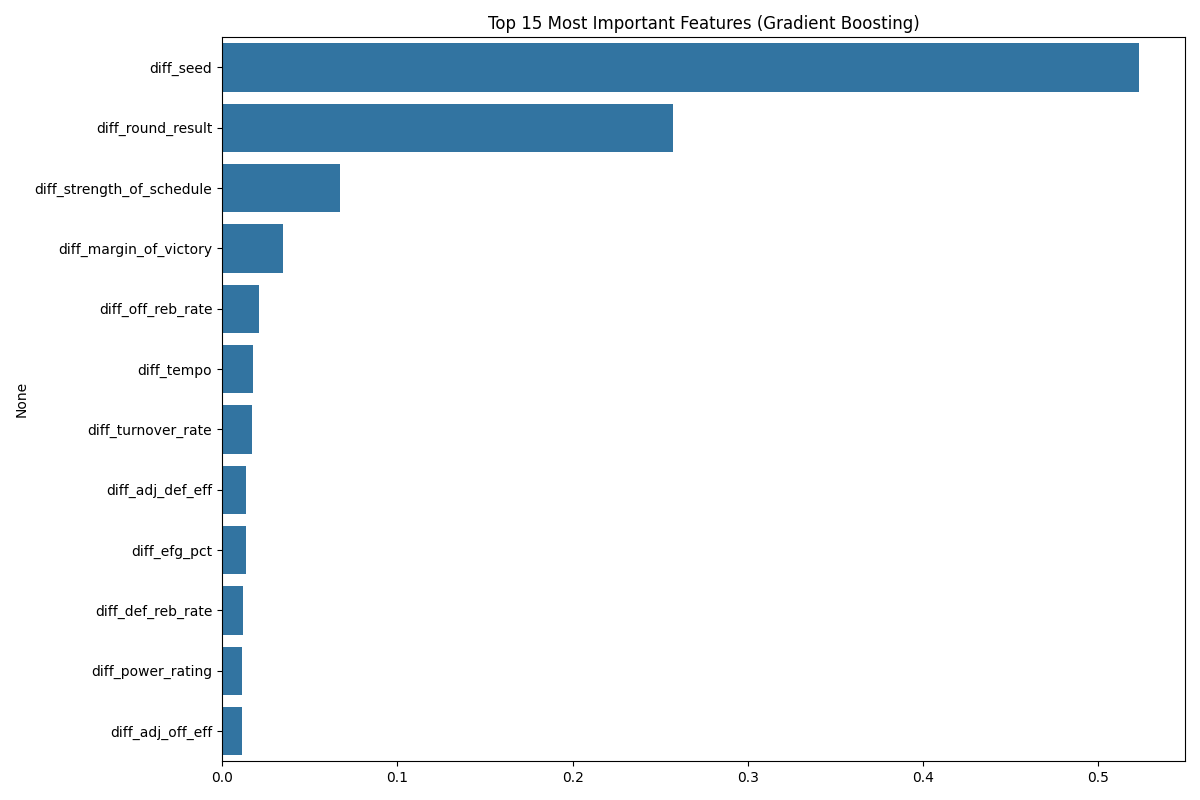 Top 15 Most Important Features (Gradient Boosting)
diff_seed
diff_round_result
diff_strength_of_schedule
diff_margin_of_victory
diff_off_reb_rate
diff_tempo
diff_turnover_rate
diff_adj_def_eff
diff_efg_pct
diff_def_reb_rate
diff_power_rating
diff_adj_off_eff
None
0.0 0.1 0.2 0.3 0.4 0.5